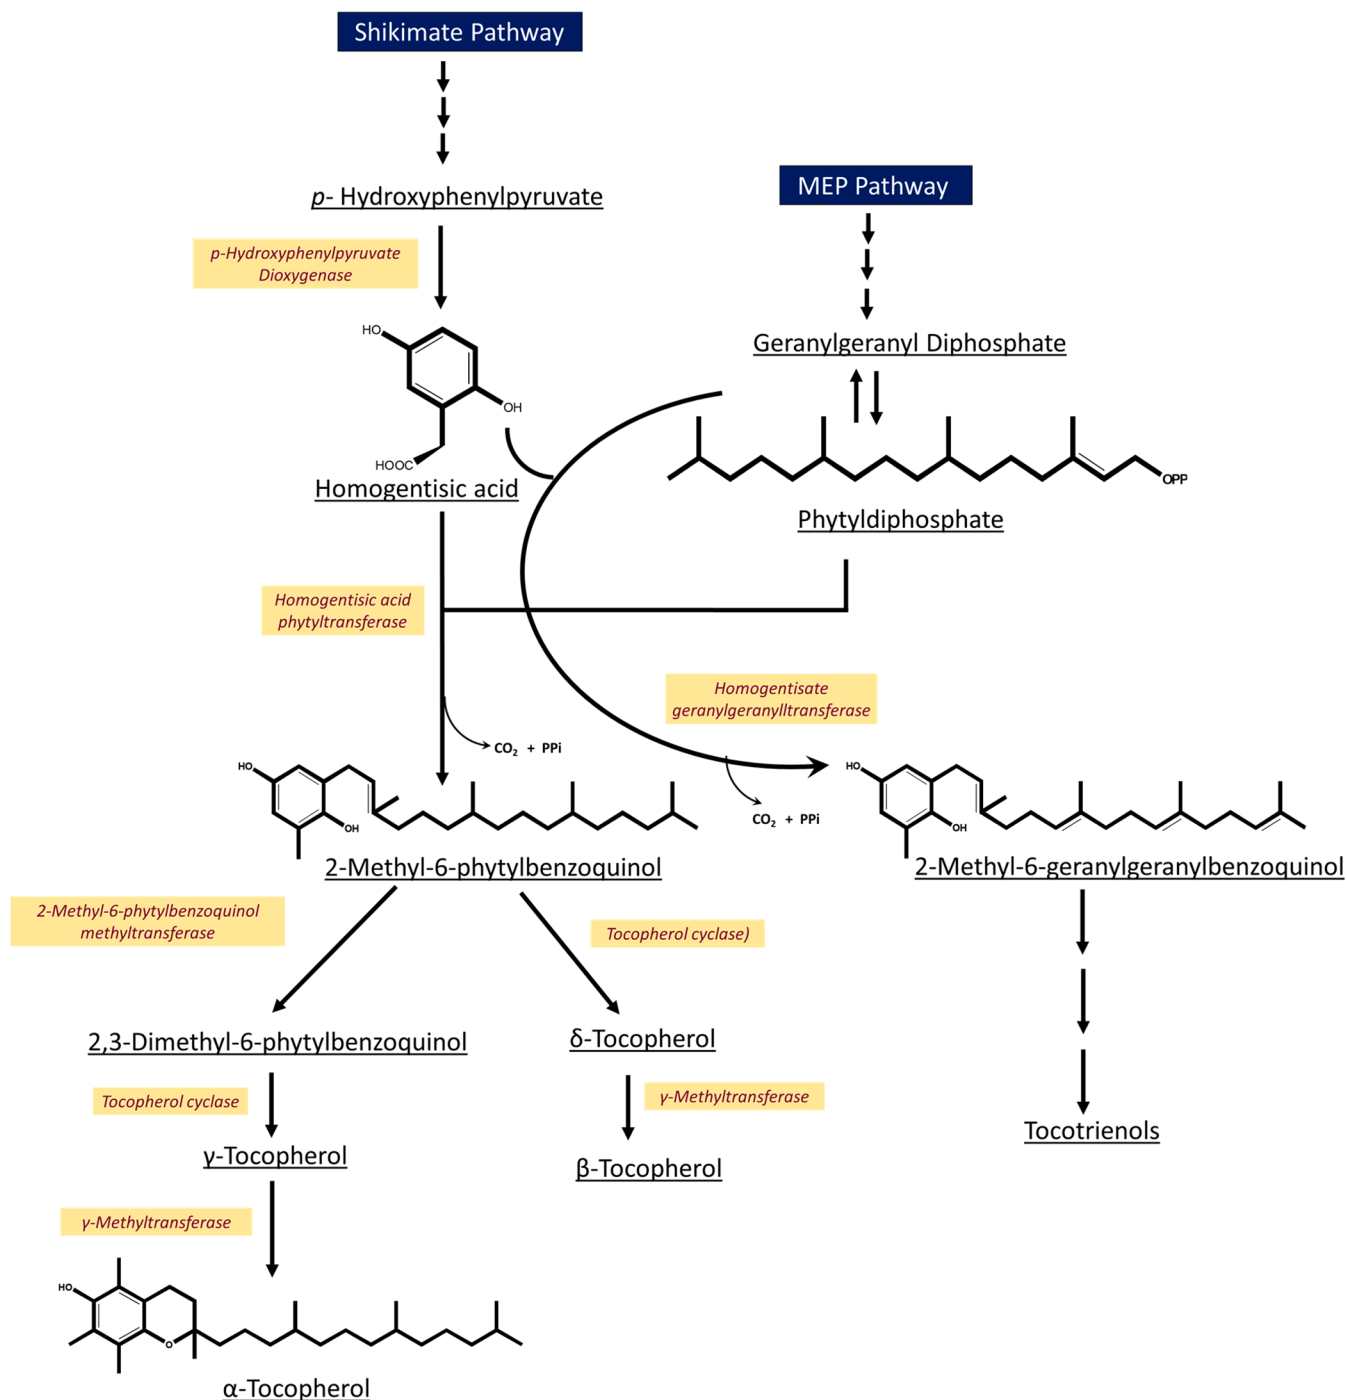 Shikimate Pathway
p- Hydroxyphenylpyruvate
MEP Pathway
p-Hydroxyphenylpyruvate
Dioxygenase
HO
OH
HOOC
Homogentisic acid
Geranylgeranyl Diphosphate
OPP
Phytyldiphosphate
Homogentisic acid
phytyltransferase
Homogentisate
geranylgeranylltransferase
CO₂ + PPi
CO₂ + PPi
HO
OH
2-Methyl-6-phytylbenzoquinol
HO
OH
2-Methyl-6-geranylgeranylbenzoquinol
2-Methyl-6-phytylbenzoquinol
methyltransferase
Tocopherol cyclase)
2,3-Dimethyl-6-phytylbenzoquinol
δ-Tocopherol
Tocopherol cyclase
γ-Methyltransferase
γ-Tocopherol
β-Tocopherol
Tocotrienols
γ-Methyltransferase
HO
O
α-Tocopherol